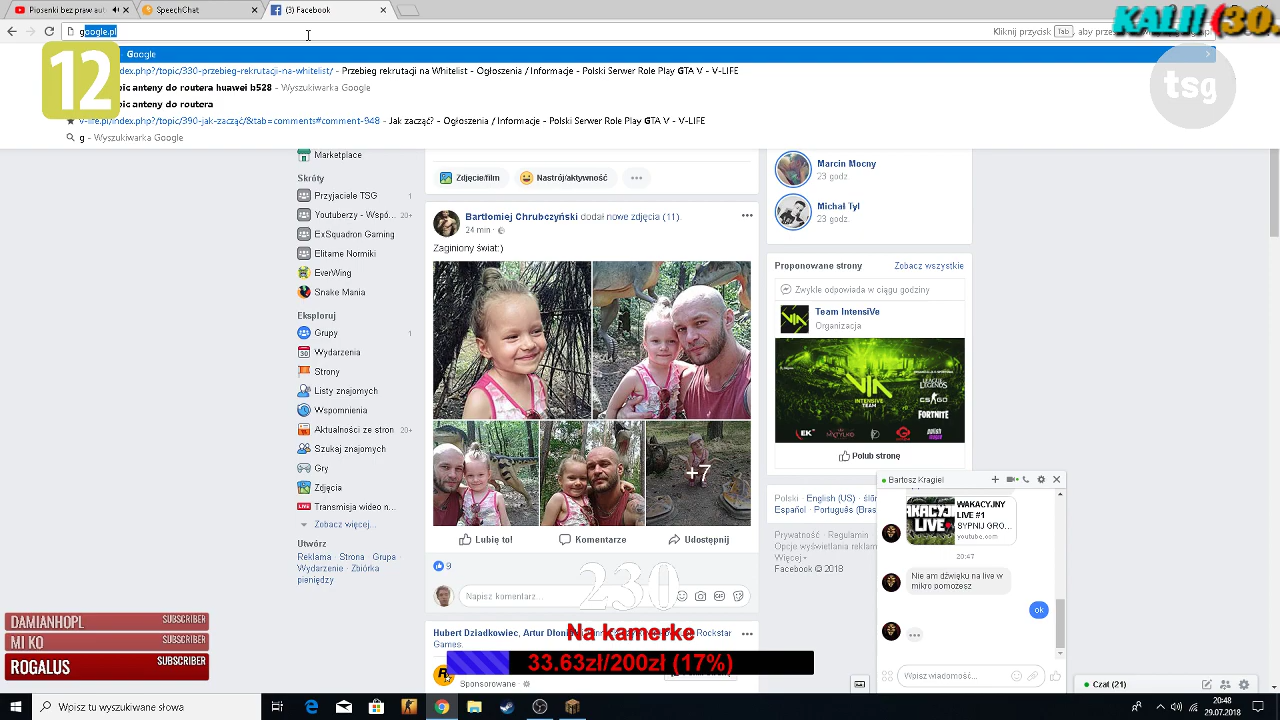 Piosenki bez praw auto
SpeechChat
(3) Facebook
KALI! (30.
google.pl
Kliknij przycisk Tab, aby prze
Google
12
index.php?/topic/330-przebieg-rekrutacji-na-whitelist/ - Przebieg rekrutacji na Whitelist - Ogłoszenia / Informacje - Polski Serwer Role Play GTA V - V-LIFE
pic anteny do routera huawei b528 - Wyszukiwarka Google
pic anteny do routera
v-life.pl/index.php?/topic/390-jak-zacząć/&tab=comments#comment-948 - Jak zacząć? - Ogłoszenia / Informacje - Polski Serwer Role Play GTA V - V-LIFE
g - Wyszukiwarka Google
tsg
Marketplace
Skróty
Przyjaciele TSG 1
Youtuberzy - Wspó... 20+
ExSquadron Gaming
Elitarne Normiki
EverWing
Snake Mania
Eksploruj
Grupy 1
Wydarzenia
Strony
Listy znajomych
Wspomnienia
Aktualności ze stron 20+
Szukaj znajomych
Gry
Zdjęcia
Transmisja wideo n...
Zobacz więcej...
Utwórz
Reklama · Strona · Grupa ·
Wydarzenie · Zbiórka
pieniędzy
Zdjęcie/film
Nastrój/aktywność
Bartłomiej Chrubczyński dodał nowe zdjęcia (11).
24 min ·
Zaginiony świat:)
+7
Lubię to!
Komentarze
Udostępnij
9
Napisz komentarz...
230
Na kamerke
33.63zł/200zł (17%)
Games.
Sponsorowane ·
Marcin Mocny
23 godz.
Michał Tyl
23 godz.
Proponowane strony
Zobacz wszystkie
Zwykle odpowiada w ciągu godziny
Team IntensiVe
Organizacja
INTENSIVE
TEAM
LEGENDS
CS:GO
FORTNITE
Polub stronę
Polski · English (US) ·
Español · Português (Bras
Prywatność · Regulamin
Opcje wyświetlania reklam
Więcej
Facebook © 2018
Bartosz Kragiel
WAKACYJNY
LIVE #1
SYPNIJ GRO...
youtube.com
20:47
Nie am dźwięku na live w
mikro pomożesz
ok
Wpisz wiadomość...
Czat (21)
DAMIANHOPL SUBSCRIBER
MI KO SUBSCRIBER
ROGALUS SUBSCRIBER
Wpisz tu wyszukiwane słowa
20:48
29.07.2018